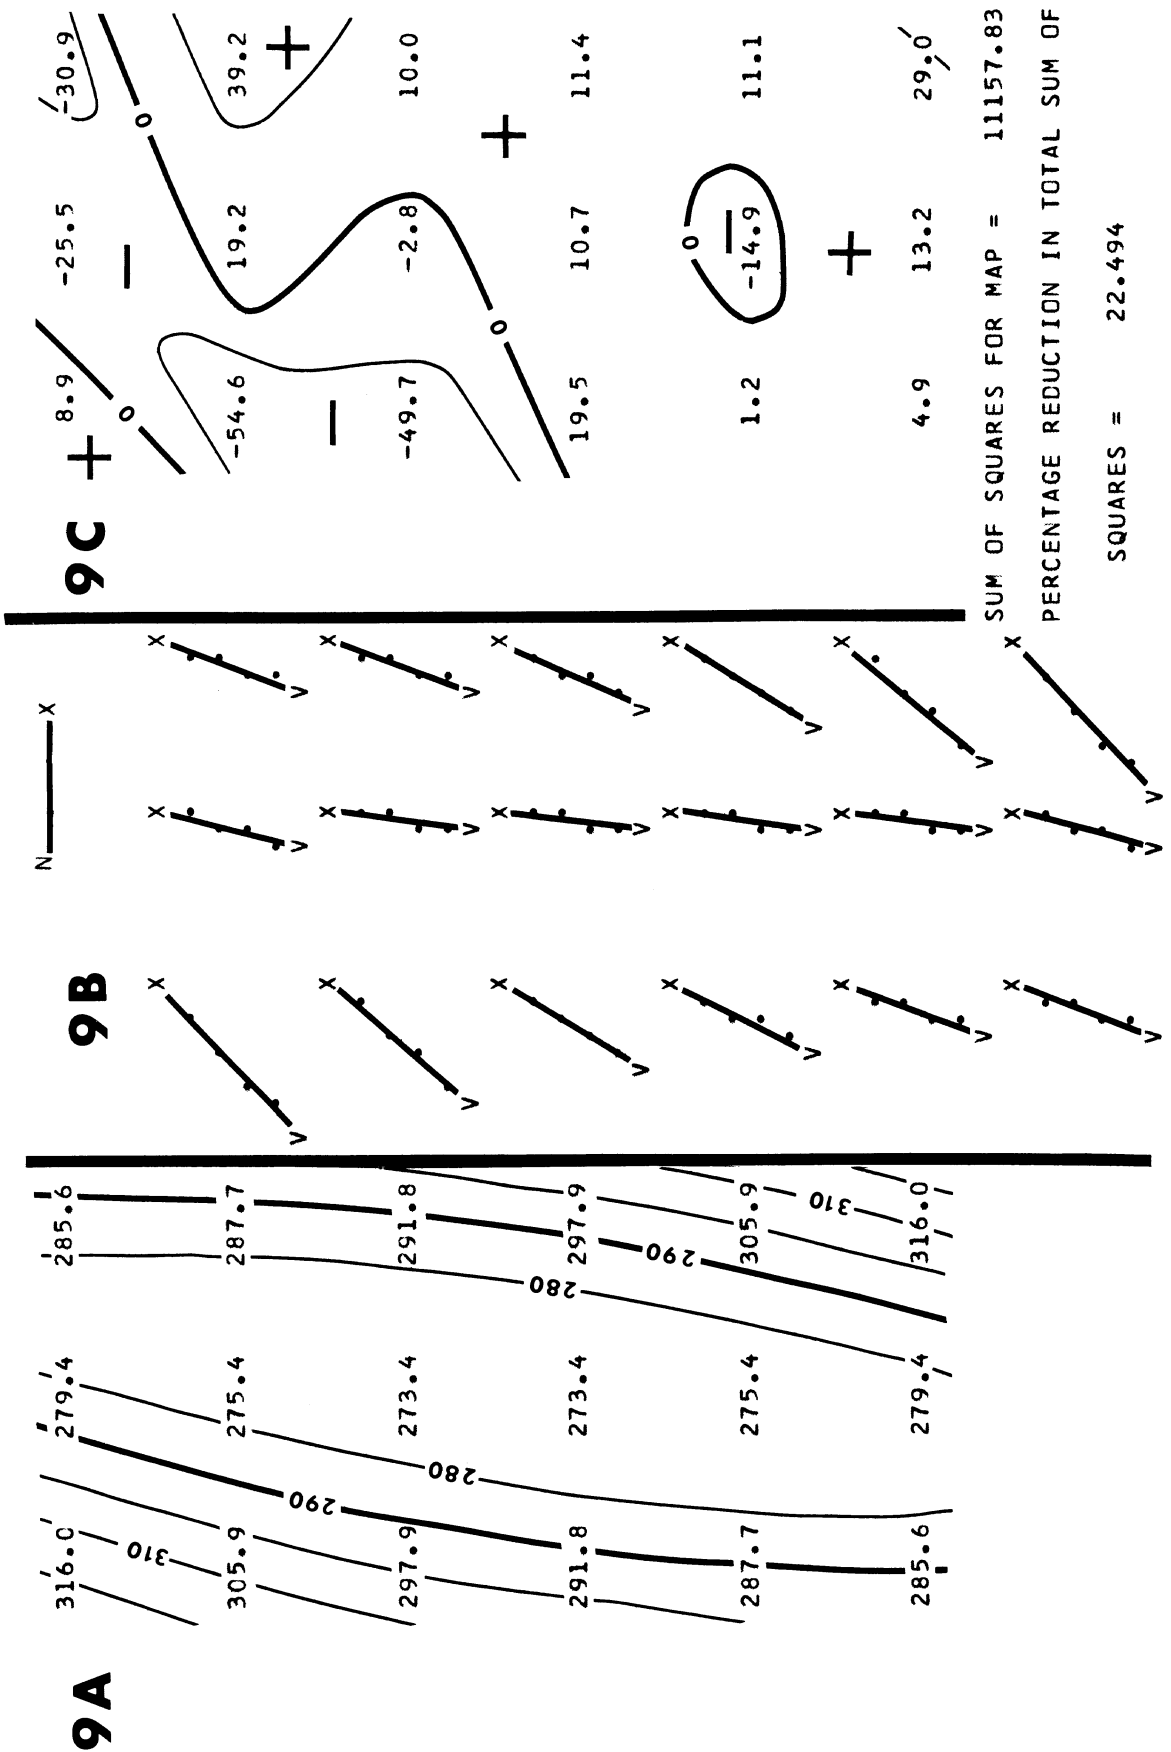 9A
316.0 279.4 285.6
310
305.9 275.4 287.7
290
297.9 273.4 291.8
280
291.8 273.4 297.9
280
290
287.7 275.4 305.9
310
285.6 279.4 316.0
9B
N X
X X X
V V V
X X X
V V V
X X X
V V V
X X X
V V V
X X X
V V V
X X X
V V V
9C
+ 8.9 -25.5 -30.9
0 − 0
-54.6 19.2 39.2
− +
-49.7 -2.8 10.0
0 +
19.5 10.7 11.4
0 −
1.2 -14.9 11.1
+
4.9 13.2 29.0
SUM OF SQUARES FOR MAP = 11157.83
PERCENTAGE REDUCTION IN TOTAL SUM OF
SQUARES = 22.494